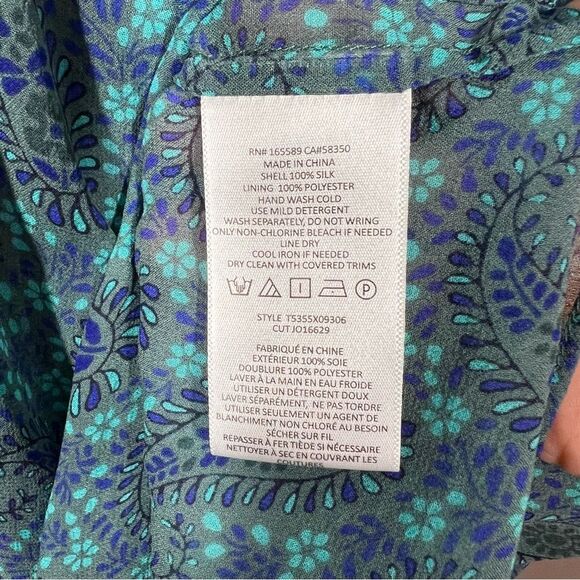 RN# 165589 CA#58350
MADE IN CHINA
SHELL 100% SILK
LINING 100% POLYESTER
HAND WASH COLD
USE MILD DETERGENT
WASH SEPARATELY, DO NOT WRING
ONLY NON-CHLORINE BLEACH IF NEEDED
LINE DRY
COOL IRON IF NEEDED
DRY CLEAN WITH COVERED TRIMS
P
STYLE T5355X09306
CUT JO16629
FABRIQUÉ EN CHINE
EXTÉRIEUR 100% SOIE
DOUBLURE 100% POLYESTER
LAVER À LA MAIN EN EAU FROIDE
UTILISER UN DÉTERGENT DOUX
LAVER SÉPARÉMENT, NE PAS TORDRE
UTILISER SEULEMENT UN AGENT DE
BLANCHIMENT NON CHLORÉ AU BESOIN
SÉCHER SUR FIL
REPASSER À FER TIÈDE SI NÉCESSAIRE
NETTOYER À SEC EN COUVRANT LES
COUTURES